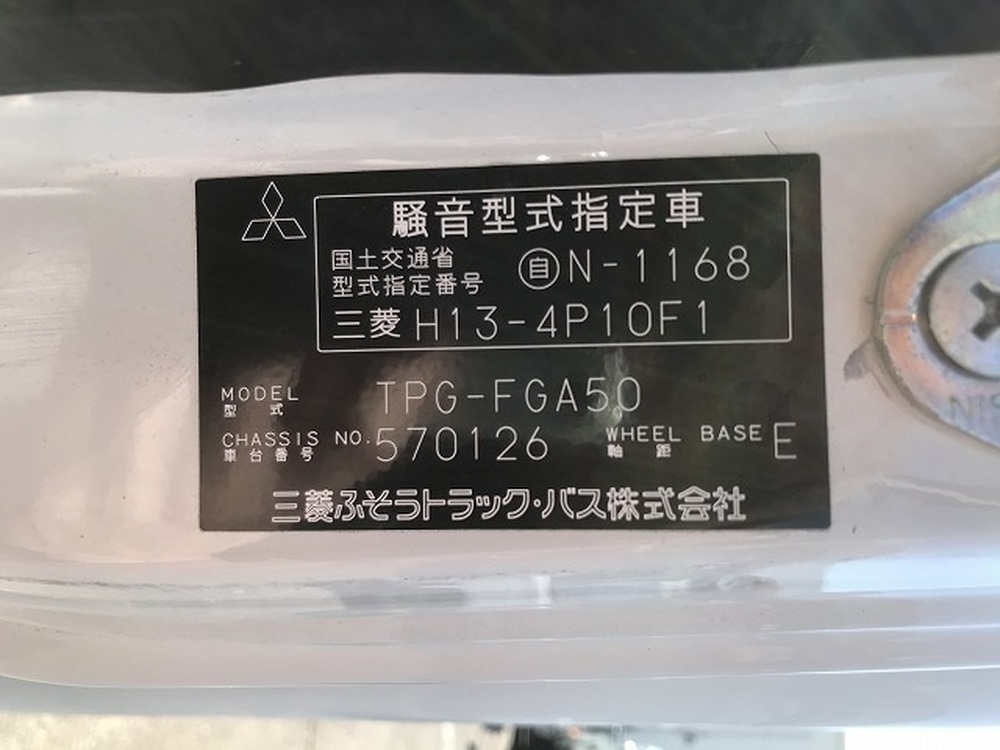 騒音型式指定車
国土交通省
型式指定番号
自 N-1168
三菱 H13-4P10F1
MODEL TPG-FGA50
型式
CHASSIS NO. 570126 WHEEL BASE E
車台番号 軸距
三菱ふそうトラック・バス株式会社
NIS